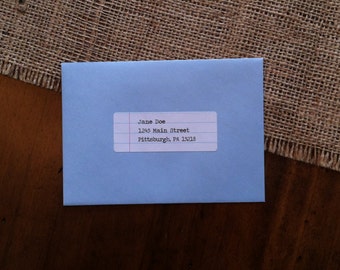 Jane Doe
1245 Main Street
Pittsburgh, PA 15218